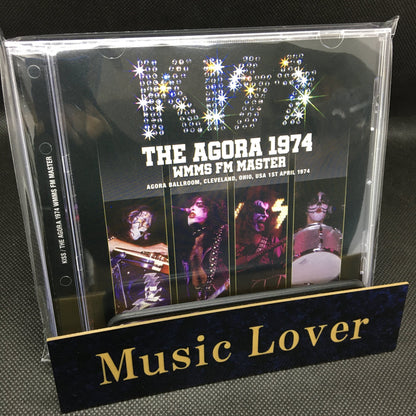 KISS
THE AGORA 1974
WMMS FM MASTER
AGORA BALLROOM, CLEVELAND, OHIO, USA 1ST APRIL 1974
KISS / THE AGORA 1974 WMMS FM MASTER
Music Lover